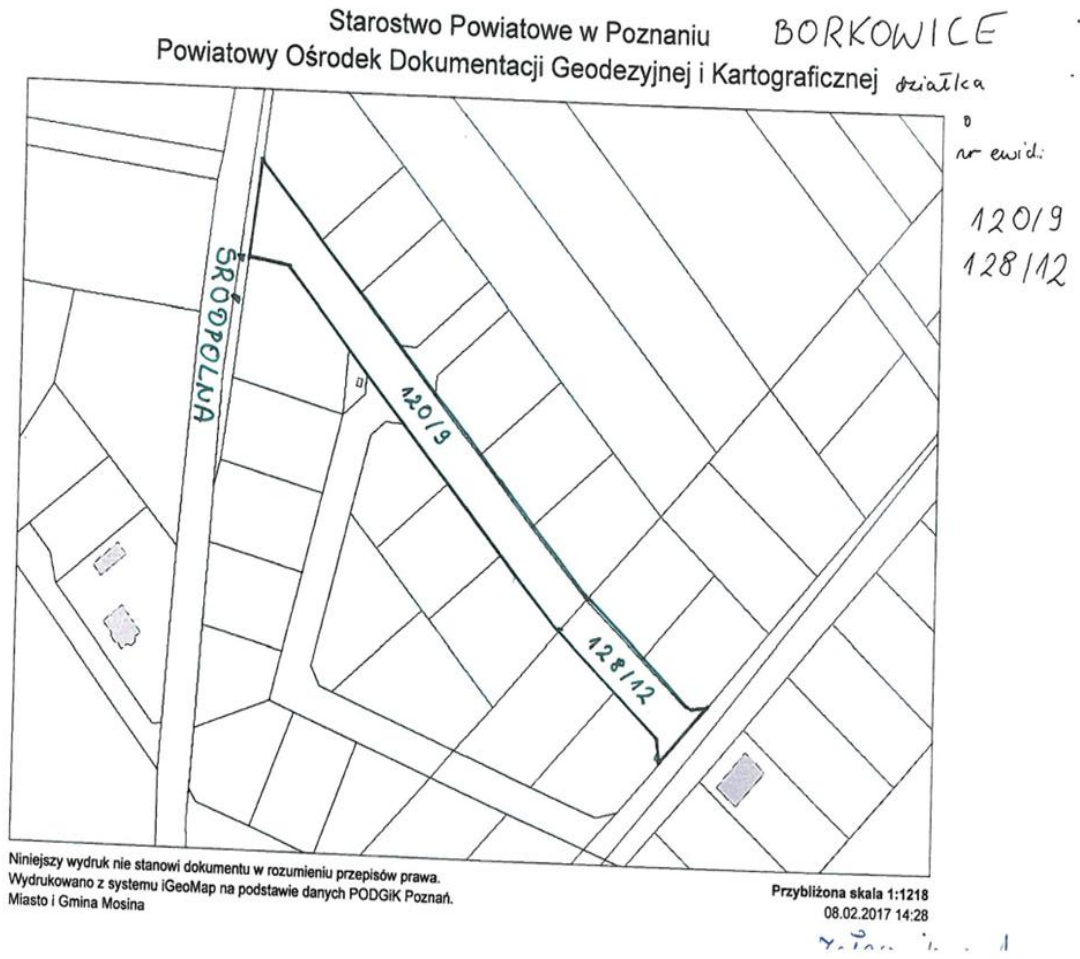 Starostwo Powiatowe w Poznaniu
BORKOWICE
Powiatowy Ośrodek Dokumentacji Geodezyjnej i Kartograficznej
działka
nr ewid:
120/9
128/12
ŚRÓDPOLNA
120/9
128/12
Niniejszy wydruk nie stanowi dokumentu w rozumieniu przepisów prawa.
Wydrukowano z systemu iGeoMap na podstawie danych PODGiK Poznań.
Miasto i Gmina Mosina
Przybliżona skala 1:1218
08.02.2017 14:28